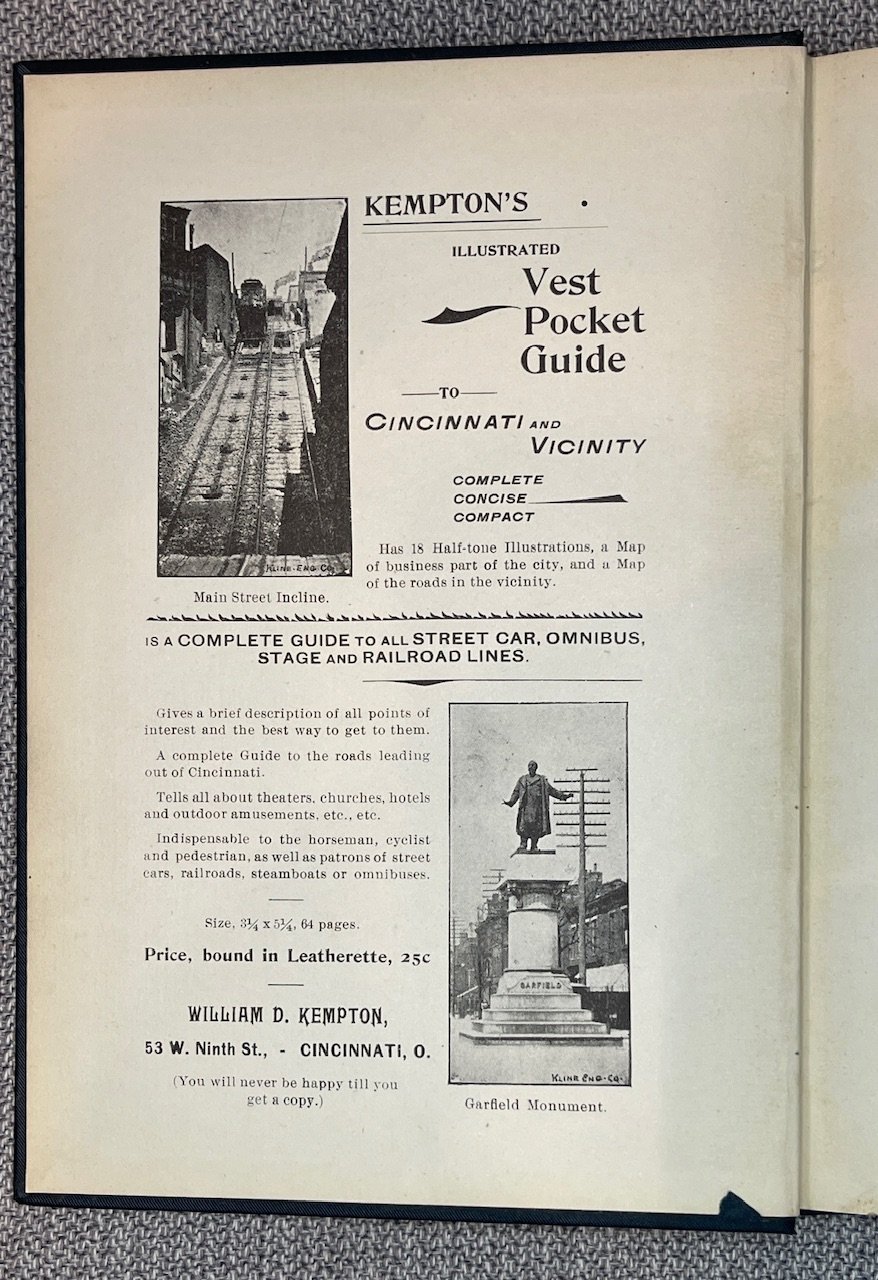 KEMPTON'S
ILLUSTRATED
Vest
Pocket
Guide
TO
CINCINNATI AND
VICINITY
COMPLETE
CONCISE
COMPACT
Has 18 Half-tone Illustrations, a Map
of business part of the city, and a Map
of the roads in the vicinity.
KLINE-ENG CO.
Main Street Incline.
IS A COMPLETE GUIDE TO ALL STREET CAR, OMNIBUS,
STAGE AND RAILROAD LINES.
Gives a brief description of all points of
interest and the best way to get to them.
A complete Guide to the roads leading
out of Cincinnati.
Tells all about theaters, churches, hotels
and outdoor amusements, etc., etc.
Indispensable to the horseman, cyclist
and pedestrian, as well as patrons of street
cars, railroads, steamboats or omnibuses.
Size, 3¼ x 5¼, 64 pages.
Price, bound in Leatherette, 25c
WILLIAM D. KEMPTON,
53 W. Ninth St., - CINCINNATI, O.
(You will never be happy till you
get a copy.)
GARFIELD
KLINE ENG-CO-
Garfield Monument.